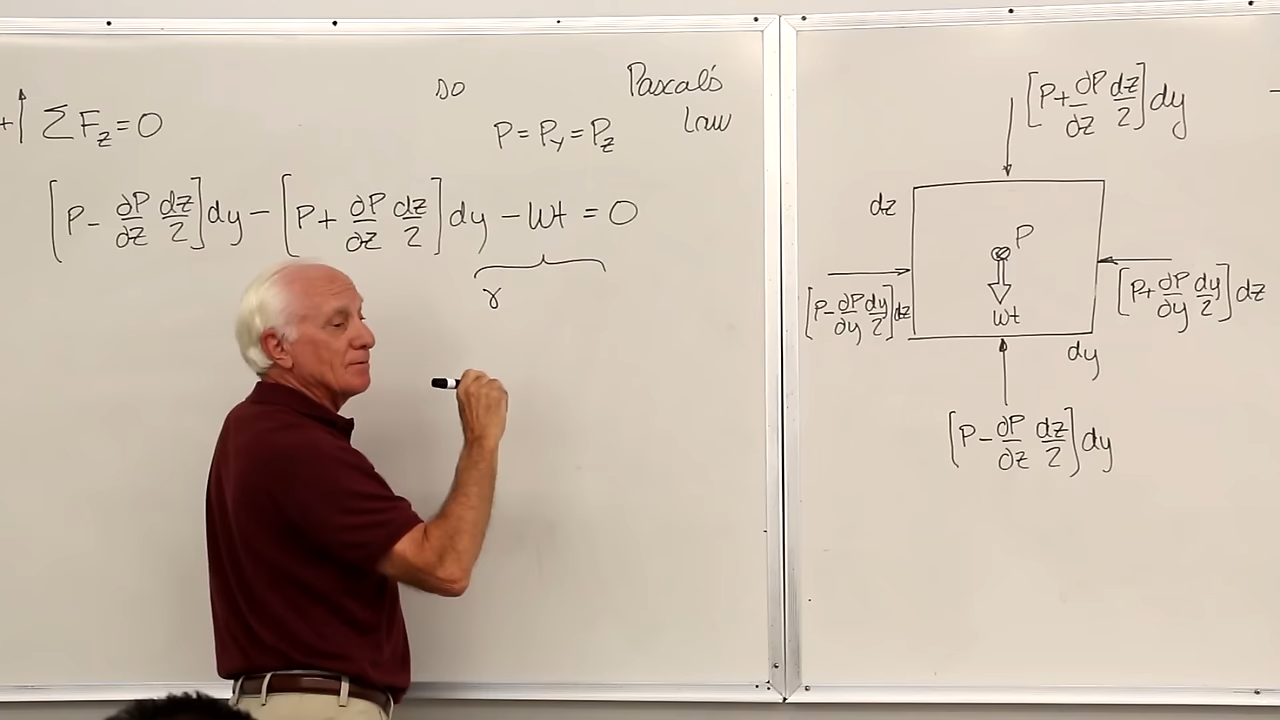 so
Pascal's
Law
+↑ ΣF_z = 0
P = P_y = P_z
[P - ∂P/∂z dz/2]dy - [P + ∂P/∂z dz/2]dy - Wt = 0
γ
[P + ∂P/∂z dz/2]dy
dz
P
Wt
[P - ∂P/∂y dy/2]dz
[P + ∂P/∂y dy/2]dz
dy
[P - ∂P/∂z dz/2]dy